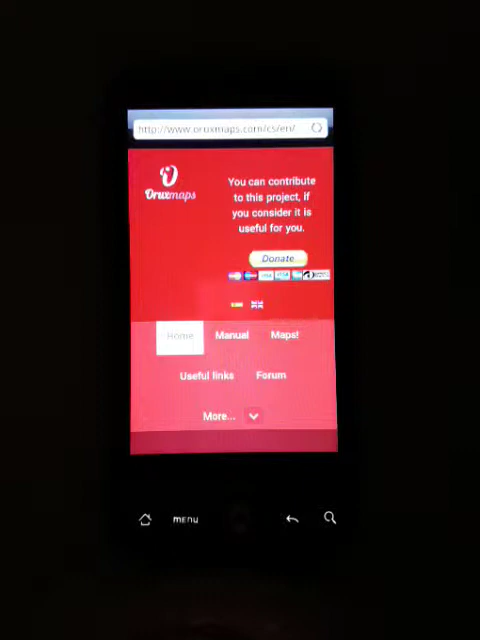 http://www.oruxmaps.com/cs/en/
Oruxmaps
You can contribute
to this project, if
you consider it is
useful for you.
Donate
Home Manual Maps!
Useful links Forum
More...
MENU